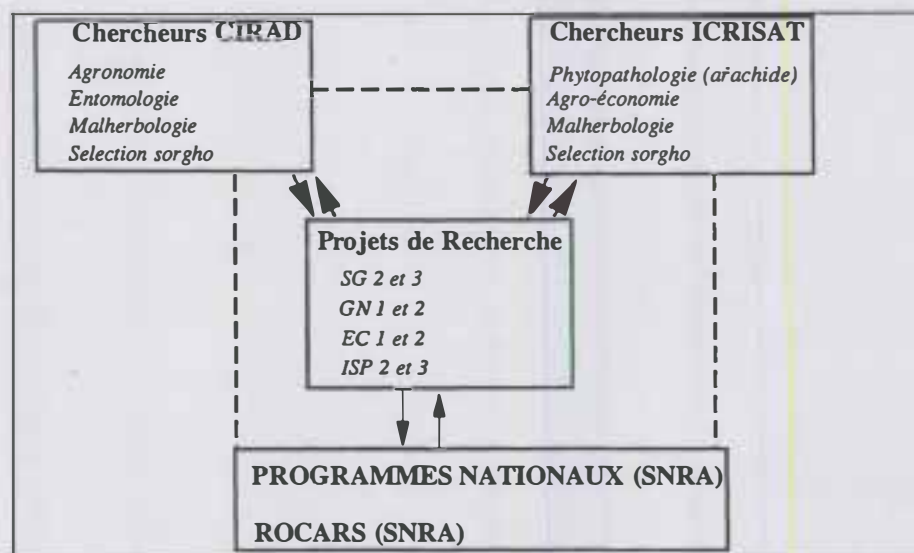 Chercheurs CIRAD
Agronomie
Entomologie
Malherbologie
Selection sorgho
Chercheurs ICRISAT
Phytopathologie (arachide)
Agro-économie
Malherbologie
Selection sorgho
Projets de Recherche
SG 2 et 3
GN 1 et 2
EC 1 et 2
ISP 2 et 3
PROGRAMMES NATIONAUX (SNRA)
ROCARS (SNRA)